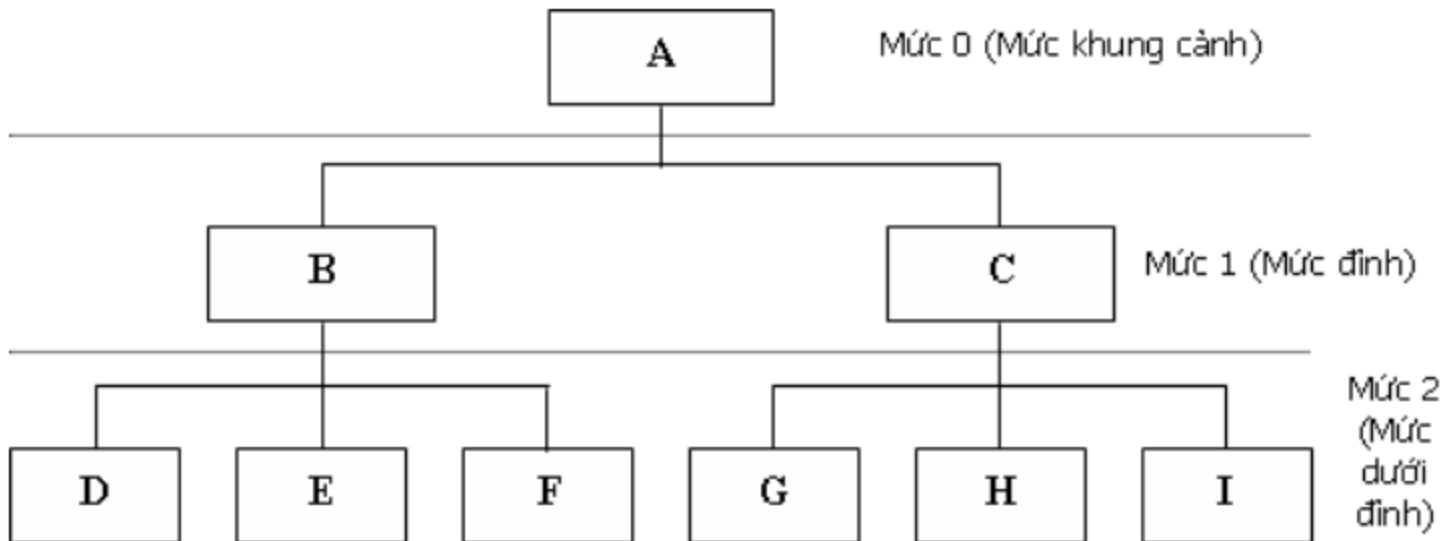 A
Mức 0 (Mức khung cảnh)
B
C
Mức 1 (Mức đỉnh)
Mức 2
(Mức
dưới
đỉnh)
D
E
F
G
H
I